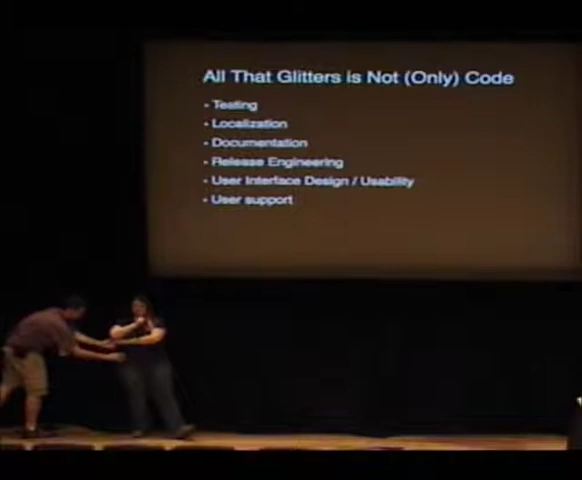 All That Glitters is Not (Only) Code
- Testing
- Localization
- Documentation
- Release Engineering
- User Interface Design / Usability
- User support